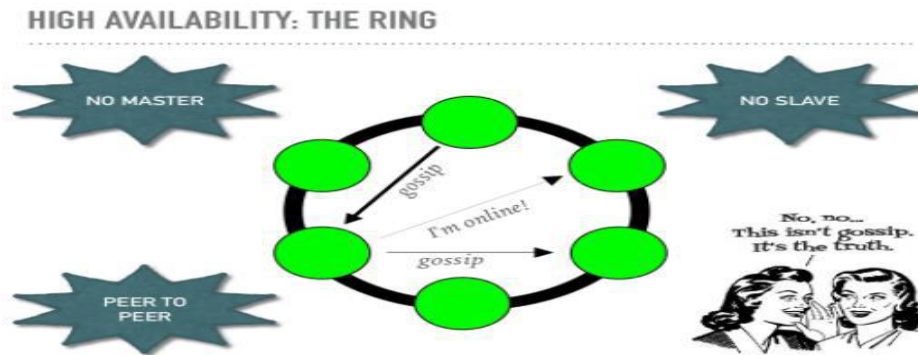 HIGH AVAILABILITY: THE RING
NO MASTER
NO SLAVE
gossip
I'm online!
gossip
No, no...
This isn't gossip.
It's the truth.
PEER TO
PEER